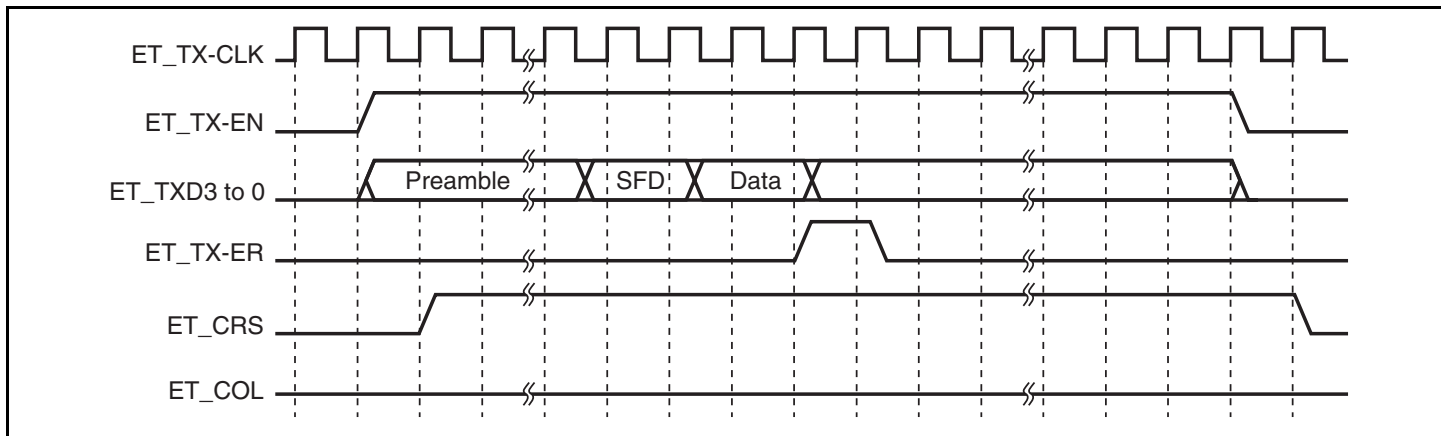 ET_TX-CLK
ET_TX-EN
ET_TXD3 to 0
Preamble
SFD
Data
ET_TX-ER
ET_CRS
ET_COL